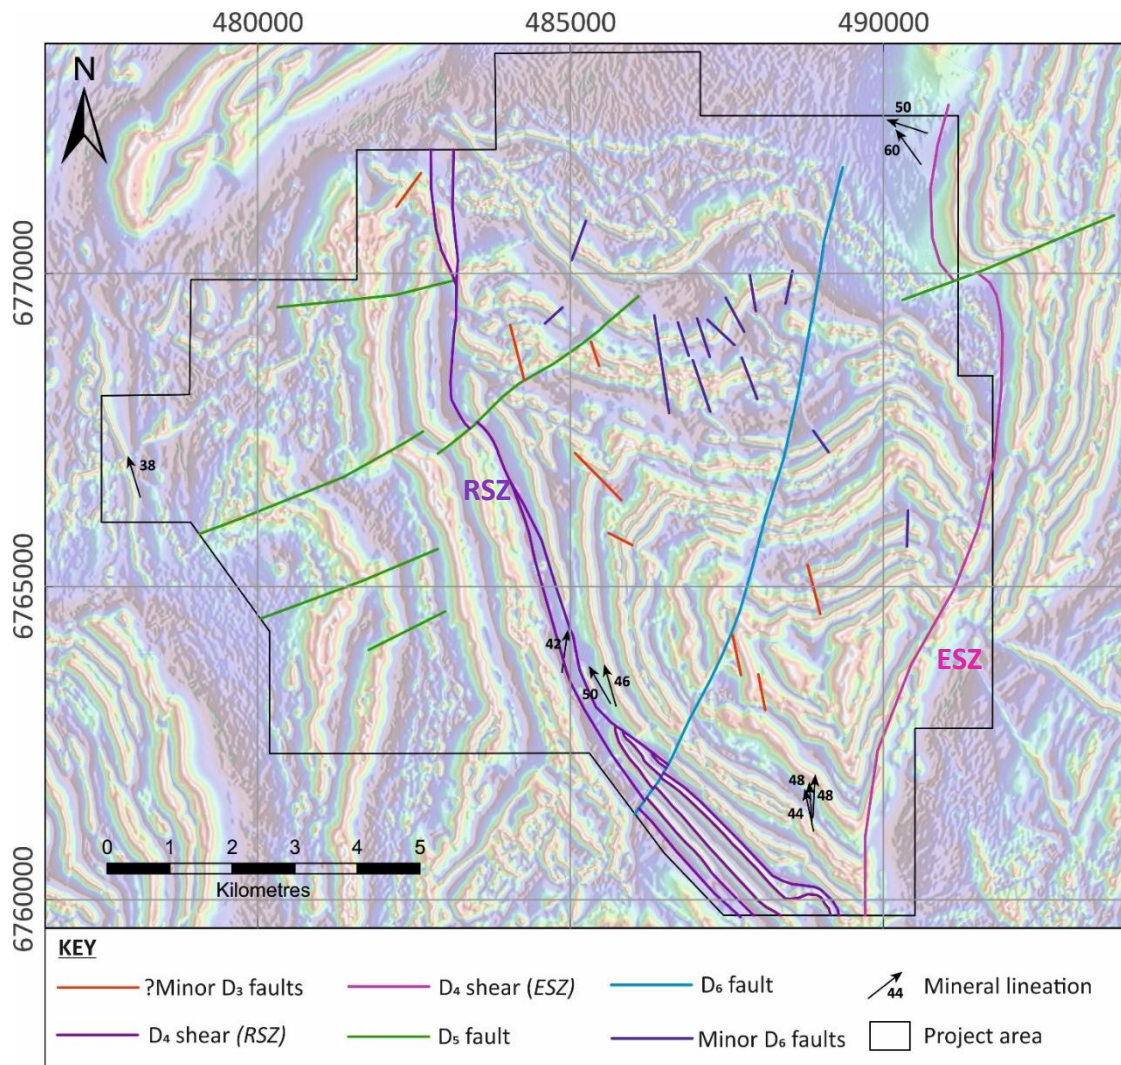 480000 485000 490000
N
50
60
6770000
38
RSZ
6765000
42
46
50
ESZ
48
48
44
0 1 2 3 4 5
Kilometres
6760000
KEY
?Minor D₃ faults
D₄ shear (ESZ)
D₆ fault
44
Mineral lineation
D₄ shear (RSZ)
D₅ fault
Minor D₆ faults
Project area